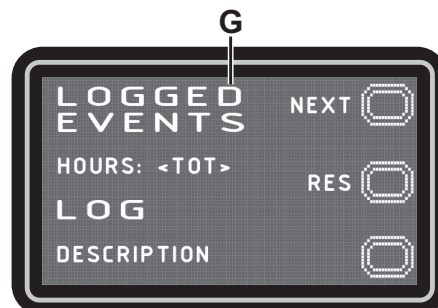 G
LOGGED
EVENTS
NEXT
HOURS: <TOT>
RES
LOG
DESCRIPTION